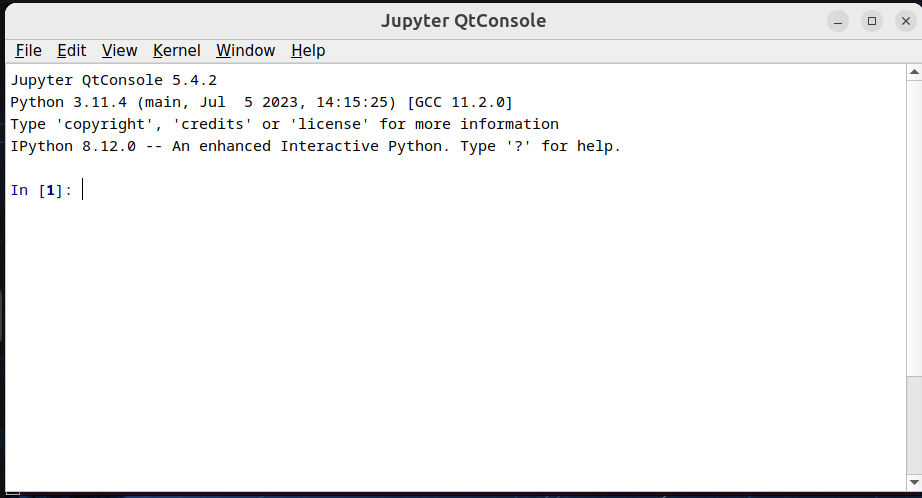 Jupyter QtConsole
File Edit View Kernel Window Help
Jupyter QtConsole 5.4.2
Python 3.11.4 (main, Jul  5 2023, 14:15:25) [GCC 11.2.0]
Type 'copyright', 'credits' or 'license' for more information
IPython 8.12.0 -- An enhanced Interactive Python. Type '?' for help.
In [1]: